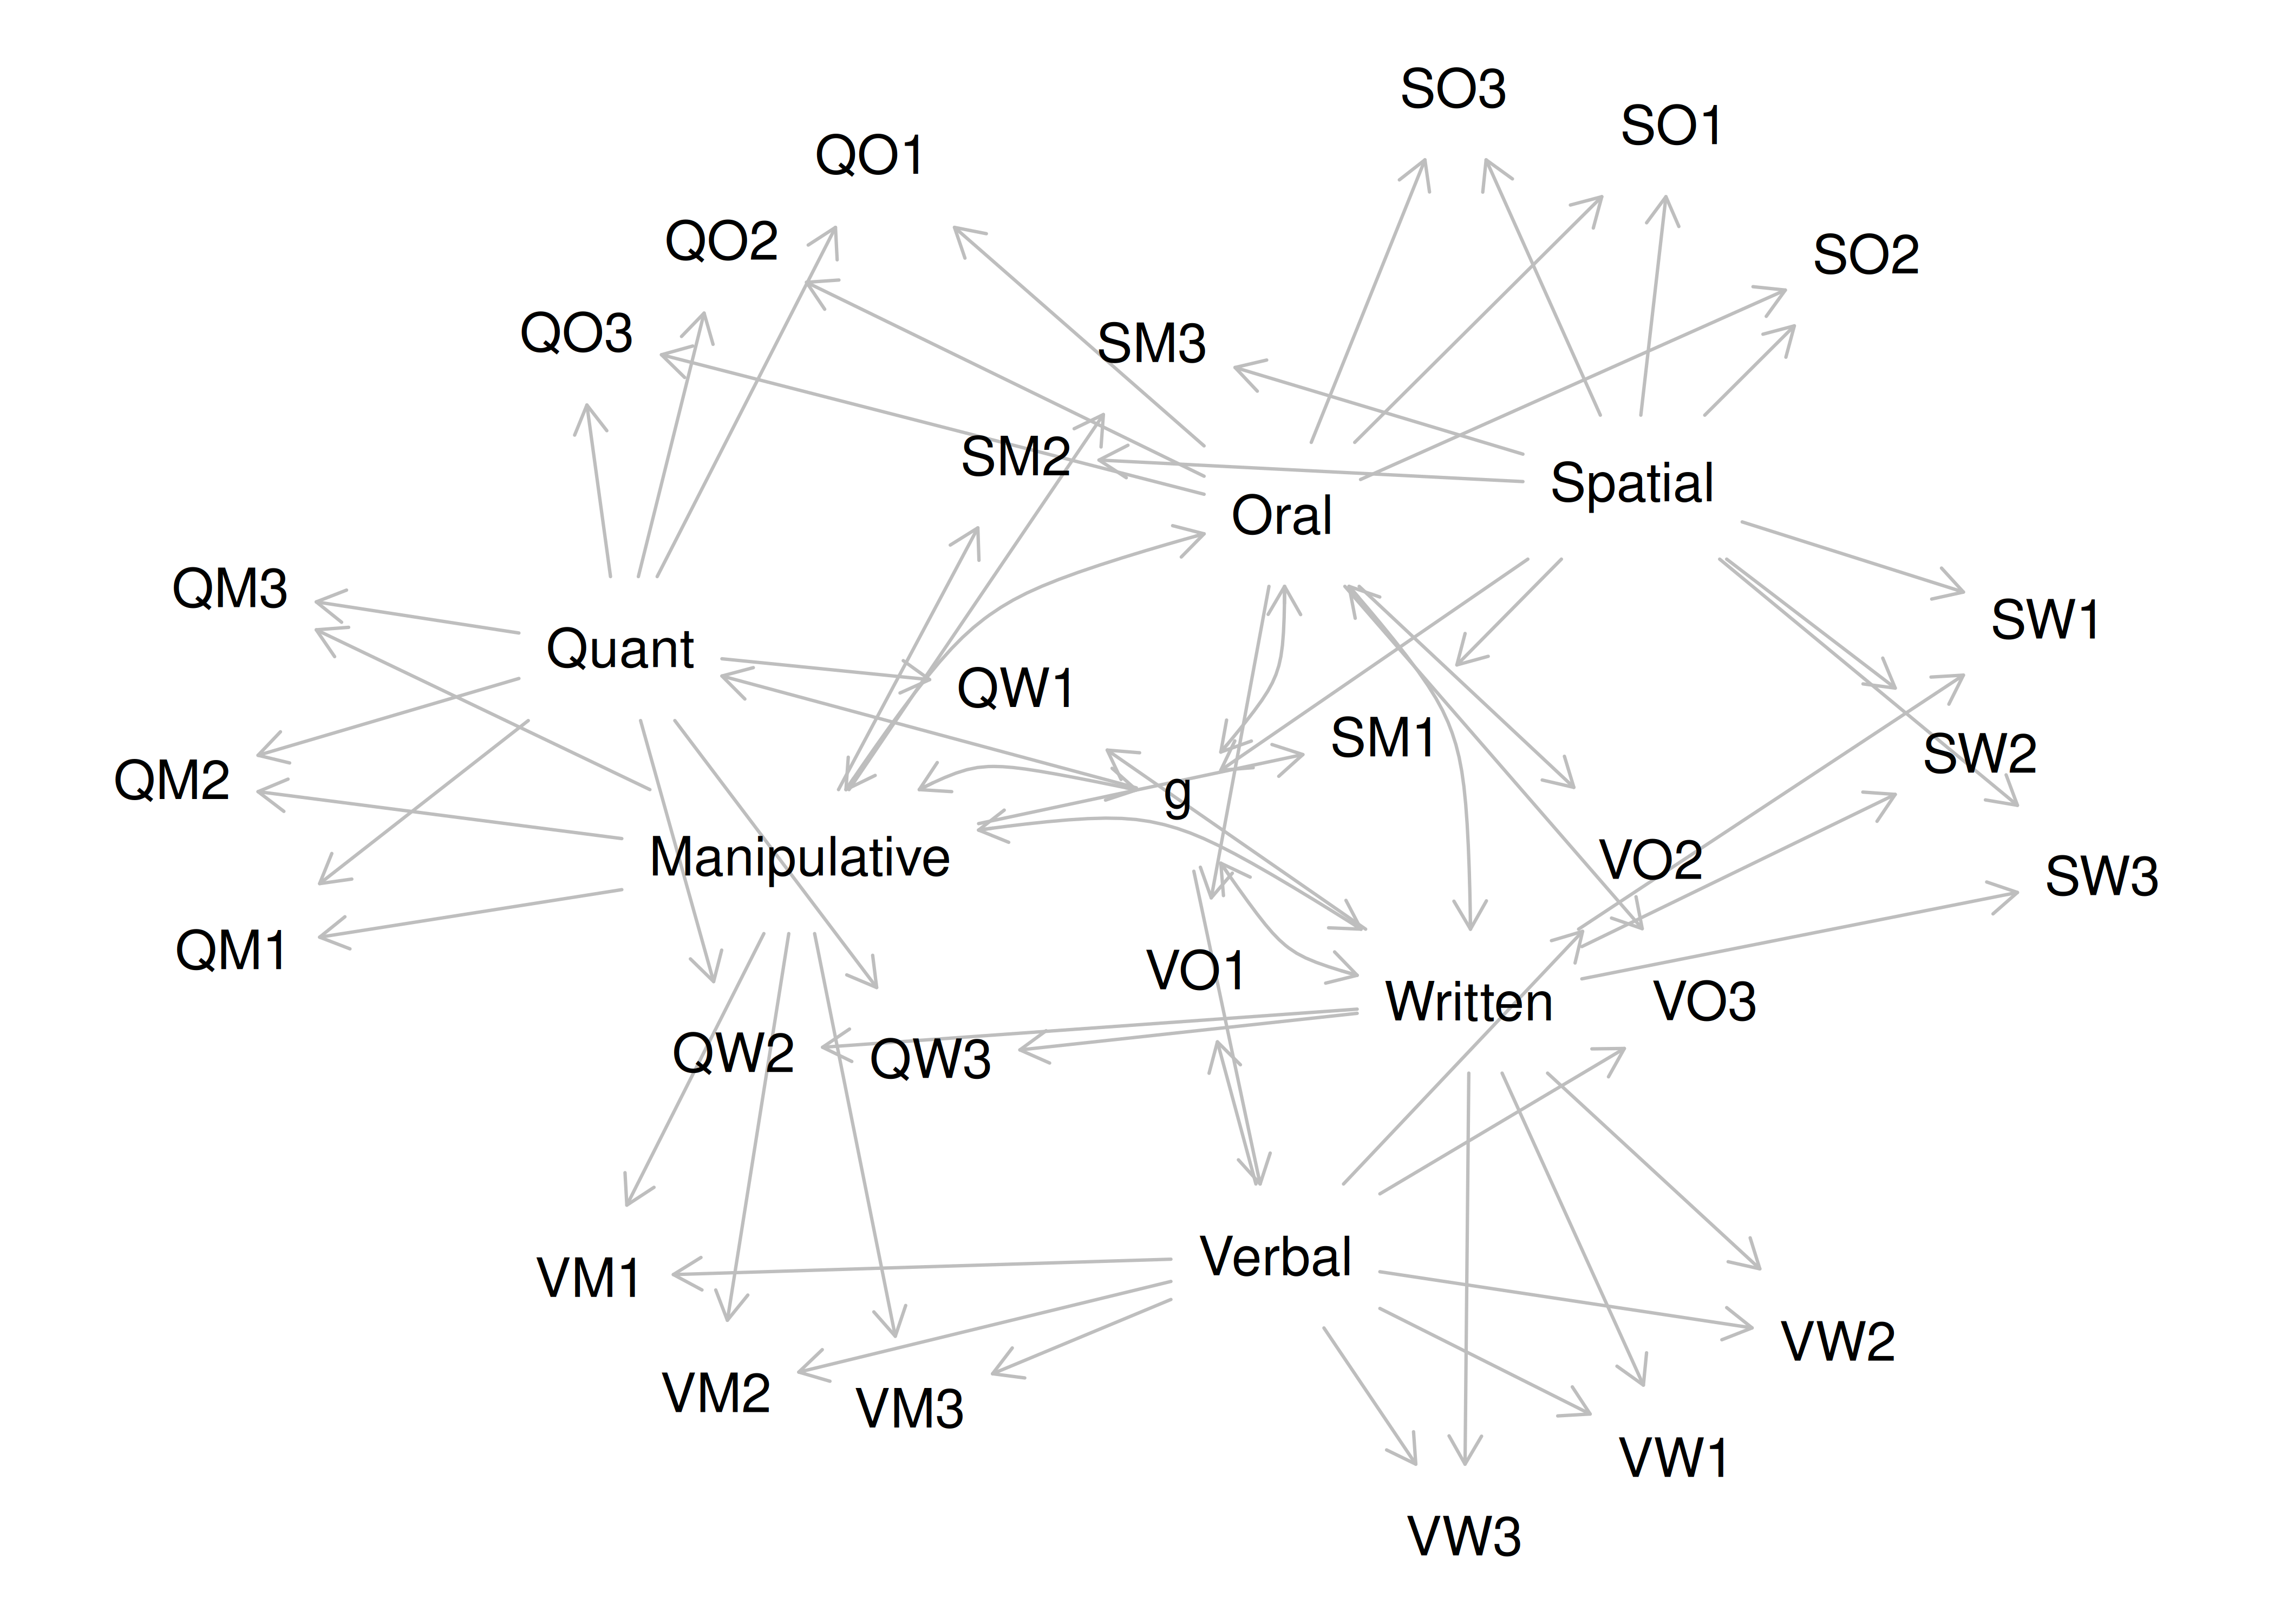 SO3
SO1
QO1
QO2
SO2
QO3
SM3
SM2
Spatial
Oral
QM3
SW1
Quant
QW1
SM1
SW2
QM2
g
Manipulative
VO2
SW3
QM1
VO1
Written
VO3
QW2
QW3
Verbal
VM1
VW2
VM2
VM3
VW1
VW3